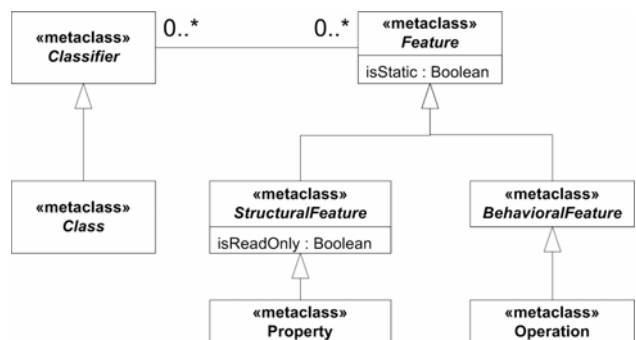 «metaclass»
Classifier
0..*
0..*
«metaclass»
Feature
isStatic : Boolean
«metaclass»
Class
«metaclass»
StructuralFeature
isReadOnly : Boolean
«metaclass»
BehavioralFeature
«metaclass»
Property
«metaclass»
Operation